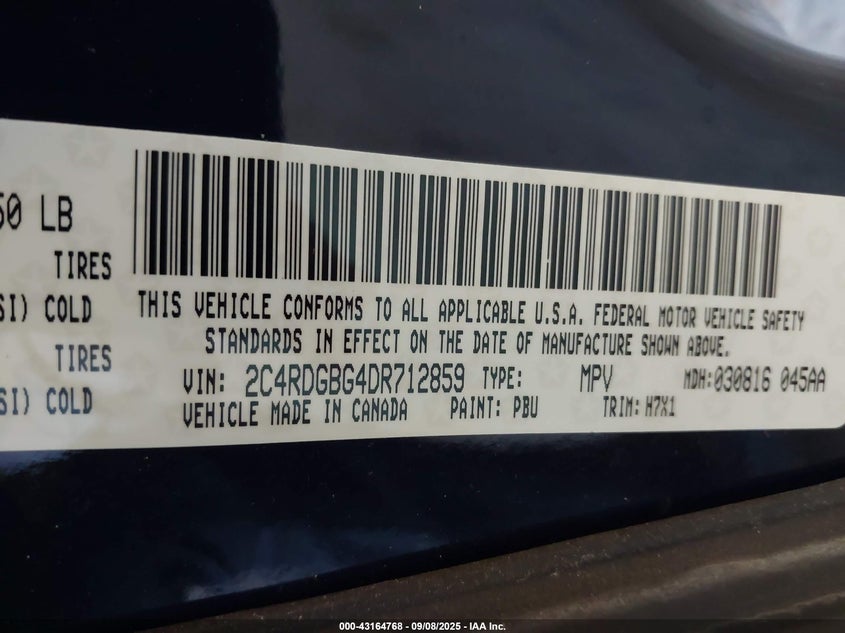 50 LB
TIRES
SI) COLD
TIRES
SI) COLD
THIS VEHICLE CONFORMS TO ALL APPLICABLE U.S.A. FEDERAL MOTOR VEHICLE SAFETY
STANDARDS IN EFFECT ON THE DATE OF MANUFACTURE SHOWN ABOVE.
VIN: 2C4RDGBG4DR712859 TYPE: MPV MDH:030816 045AA
VEHICLE MADE IN CANADA PAINT: PBU TRIM: H7X1
000-43164768 - 09/08/2025 - IAA Inc.